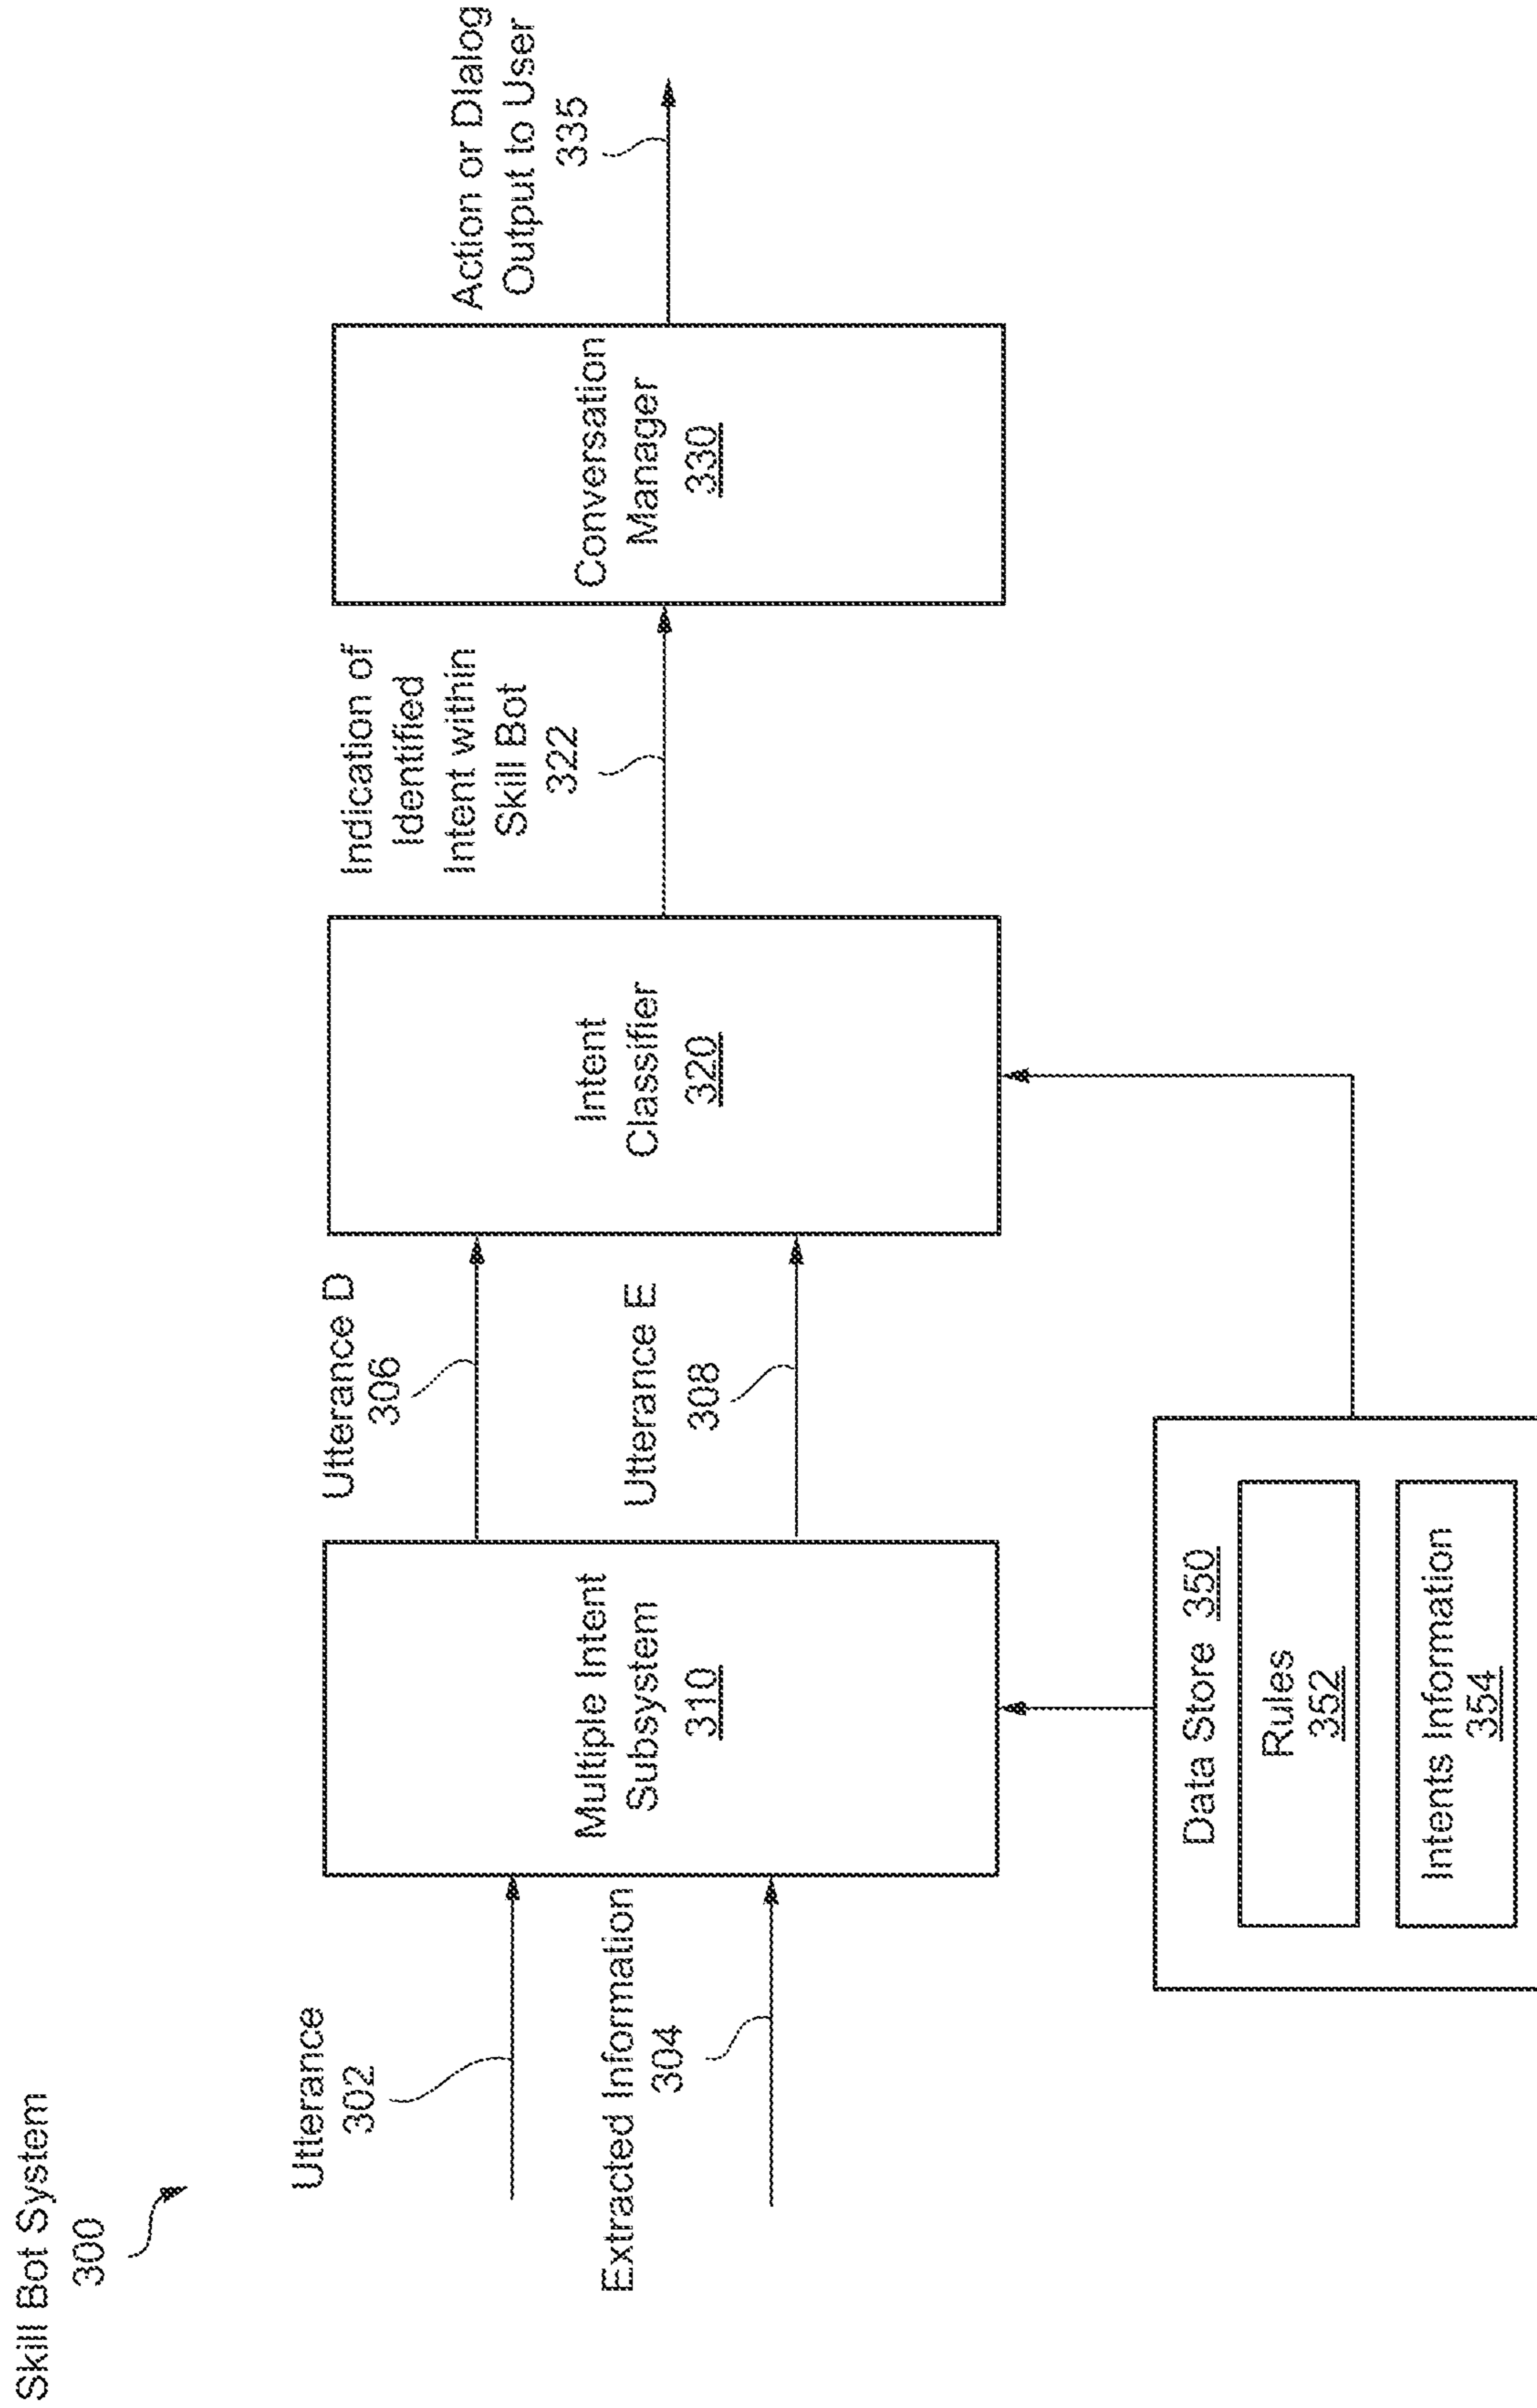 Skill Bot System
300
Utterance
302
Extracted Information
304
Multiple Intent
Subsystem
310
Utterance D
306
Utterance E
308
Intent
Classifier
320
Indication of
Identified
Intent within
Skill Bot
322
Conversation
Manager
330
Action or Dialog
Output to User
335
Data Store 350
Rules
352
Intents Information
354